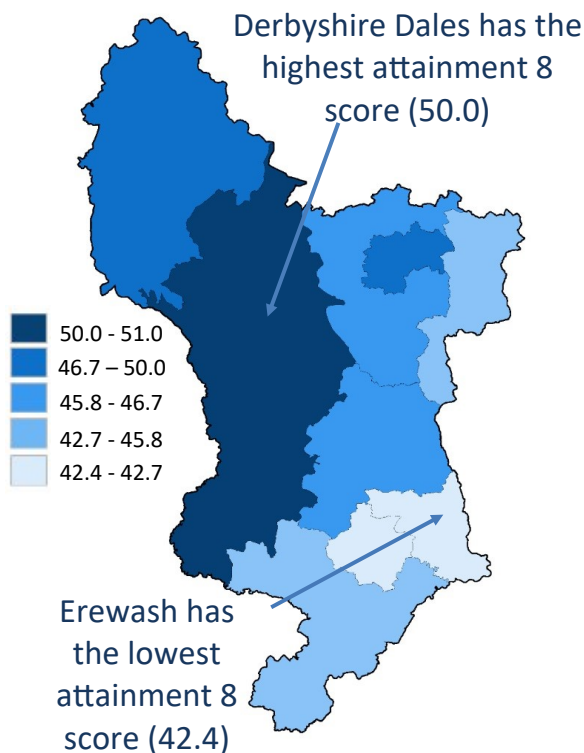 Derbyshire Dales has the
highest attainment 8
score (50.0)
50.0 - 51.0
46.7 – 50.0
45.8 - 46.7
42.7 - 45.8
42.4 - 42.7
Erewash has
the lowest
attainment 8
score (42.4)